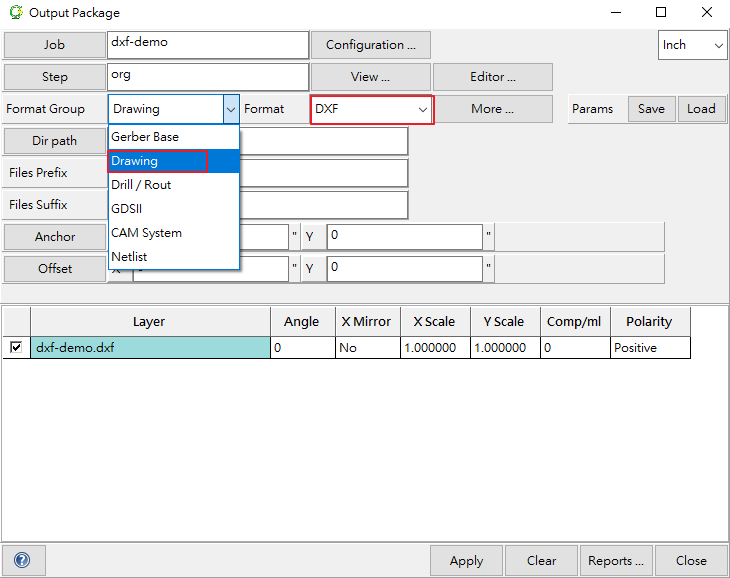 Output Package
Job dxf-demo Configuration ... Inch
Step org View ... Editor ...
Format Group Drawing Format DXF More ... Params Save Load
Dir path
Gerber Base
Drawing
Files Prefix
Drill / Rout
Files Suffix
GDSII
Anchor
CAM System
" Y 0 "
Netlist
Offset
" Y 0 "
Layer Angle X Mirror X Scale Y Scale Comp/ml Polarity
dxf-demo.dxf 0 No 1.000000 1.000000 0 Positive
? Apply Clear Reports ... Close